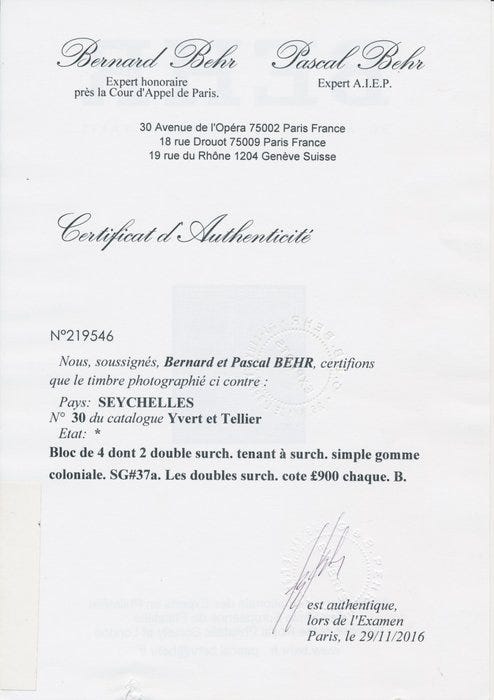 Bernard Behr Pascal Behr
Expert honoraire
près la Cour d'Appel de Paris.
Expert A.I.E.P.
30 Avenue de l'Opéra 75002 Paris France
18 rue Drouot 75009 Paris France
19 rue du Rhône 1204 Genève Suisse
Certificat d'Authenticité
N°219546
Nous, soussignés, Bernard et Pascal BEHR, certifions
que le timbre photographié ci contre :
Pays: SEYCHELLES
N° 30 du catalogue Yvert et Tellier
Etat: *
Bloc de 4 dont 2 double surch. tenant à surch. simple gomme
coloniale. SG#37a. Les doubles surch. cote £900 chaque. B.
est authentique,
lors de l'Examen
Paris, le 29/11/2016